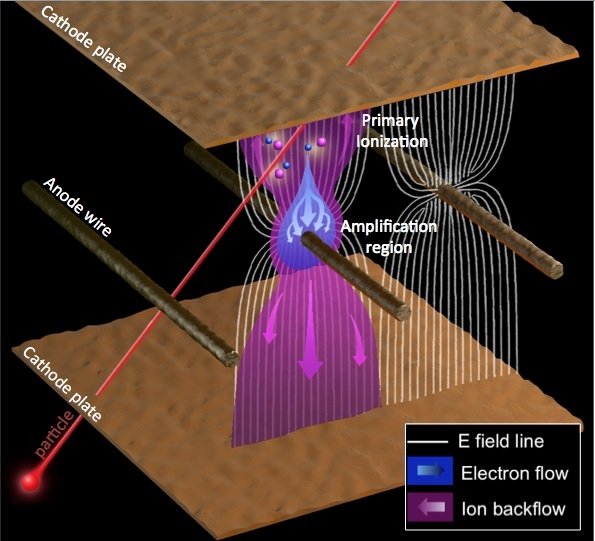 Cathode plate
Primary
Ionization
Anode wire
Amplification
region
Cathode plate
particle
E field line
Electron flow
Ion backflow